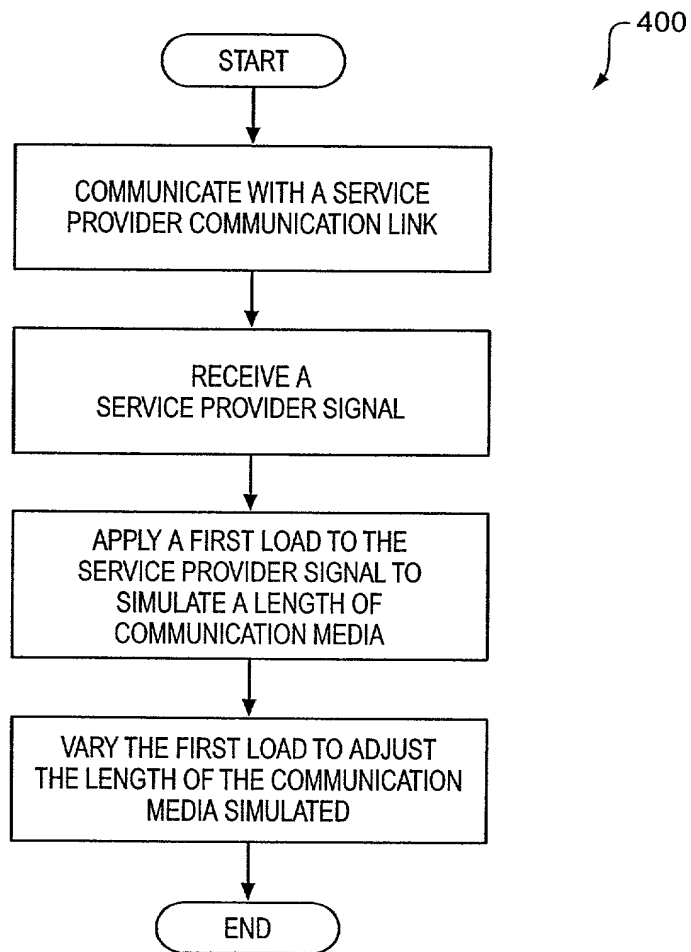 400
START
COMMUNICATE WITH A SERVICE
PROVIDER COMMUNICATION LINK
RECEIVE A
SERVICE PROVIDER SIGNAL
APPLY A FIRST LOAD TO THE
SERVICE PROVIDER SIGNAL TO
SIMULATE A LENGTH OF
COMMUNICATION MEDIA
VARY THE FIRST LOAD TO ADJUST
THE LENGTH OF THE COMMUNICATION
MEDIA SIMULATED
END